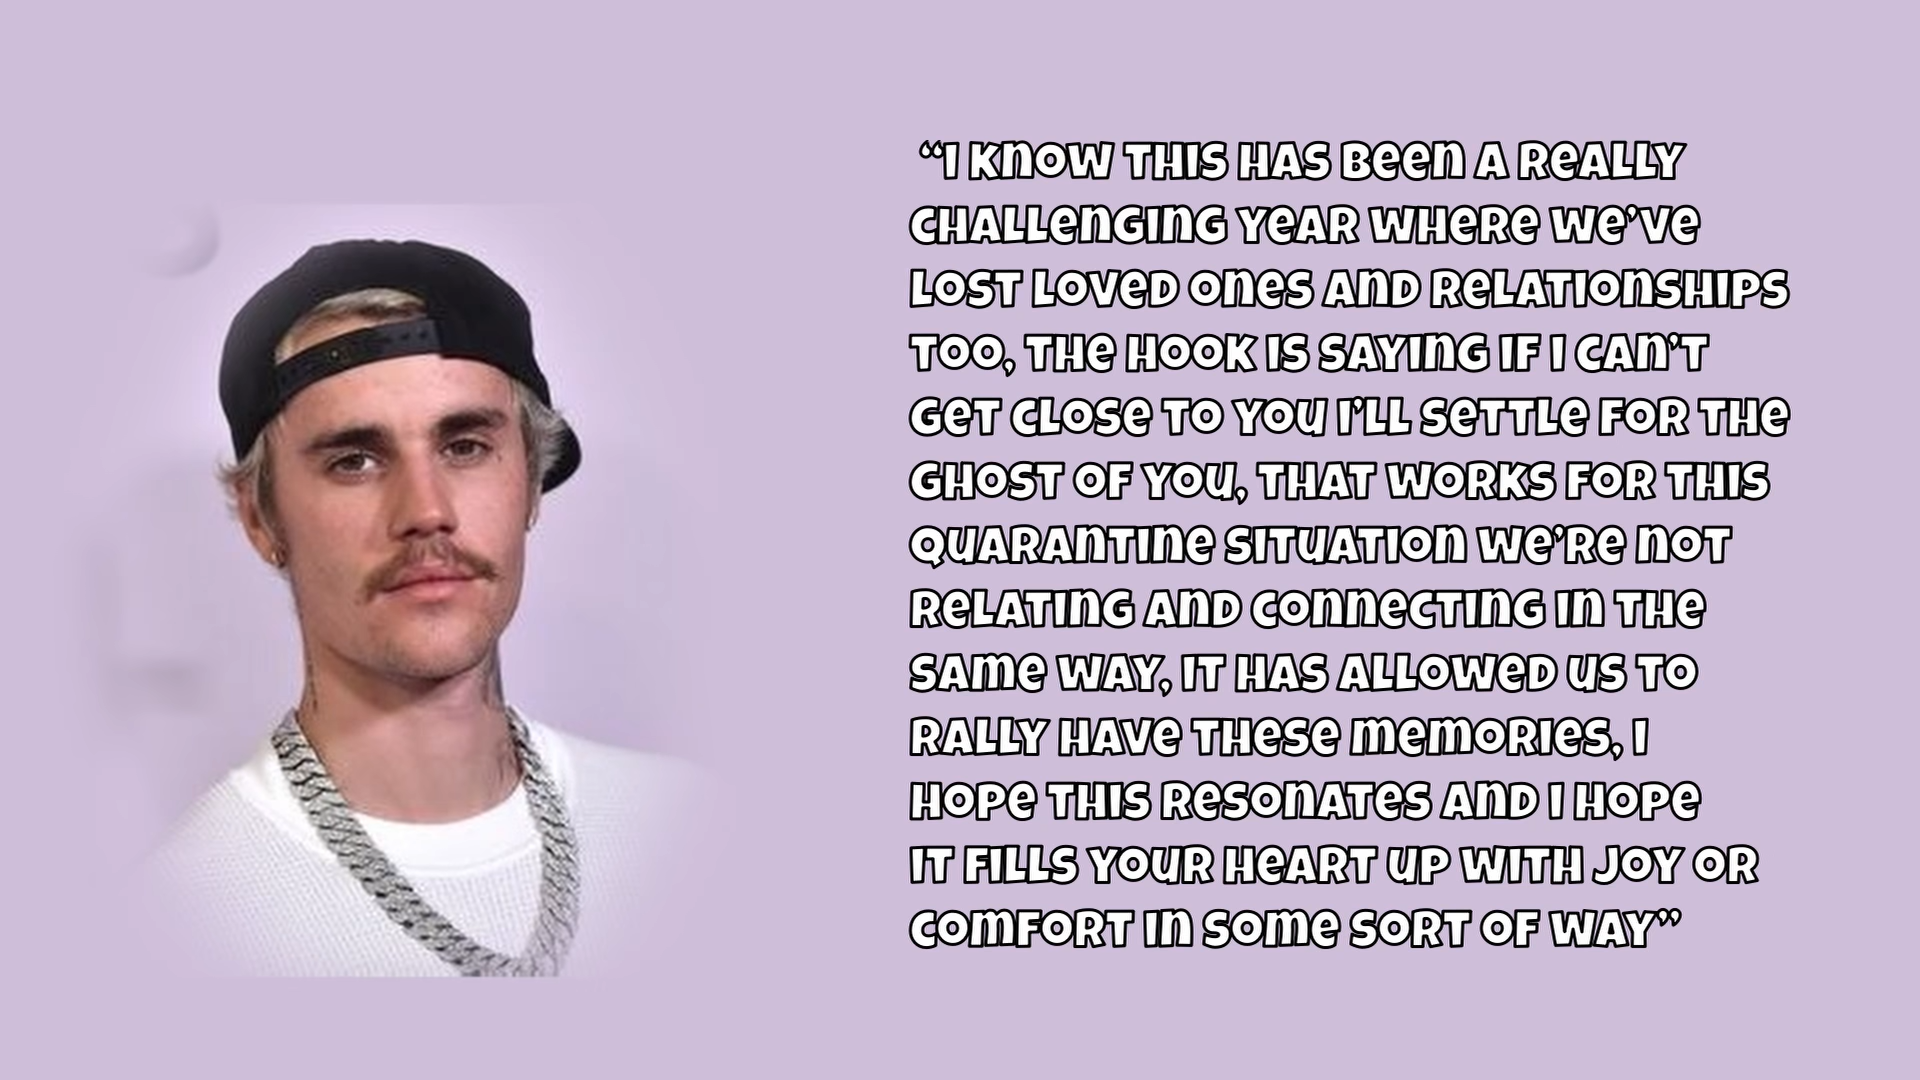 “I KNOW THIS HAS BEEN A REALLY
CHALLENGING YEAR WHERE WE’VE
LOST LOVED ONES AND RELATIONSHIPS
TOO, THE HOOK IS SAYING IF I CAN’T
GET CLOSE TO YOU I’LL SETTLE FOR THE
GHOST OF YOU, THAT WORKS FOR THIS
QUARANTINE SITUATION WE’RE NOT
RELATING AND CONNECTING IN THE
SAME WAY, IT HAS ALLOWED US TO
RALLY HAVE THESE MEMORIES, I
HOPE THIS RESONATES AND I HOPE
IT FILLS YOUR HEART UP WITH JOY OR
COMFORT IN SOME SORT OF WAY”